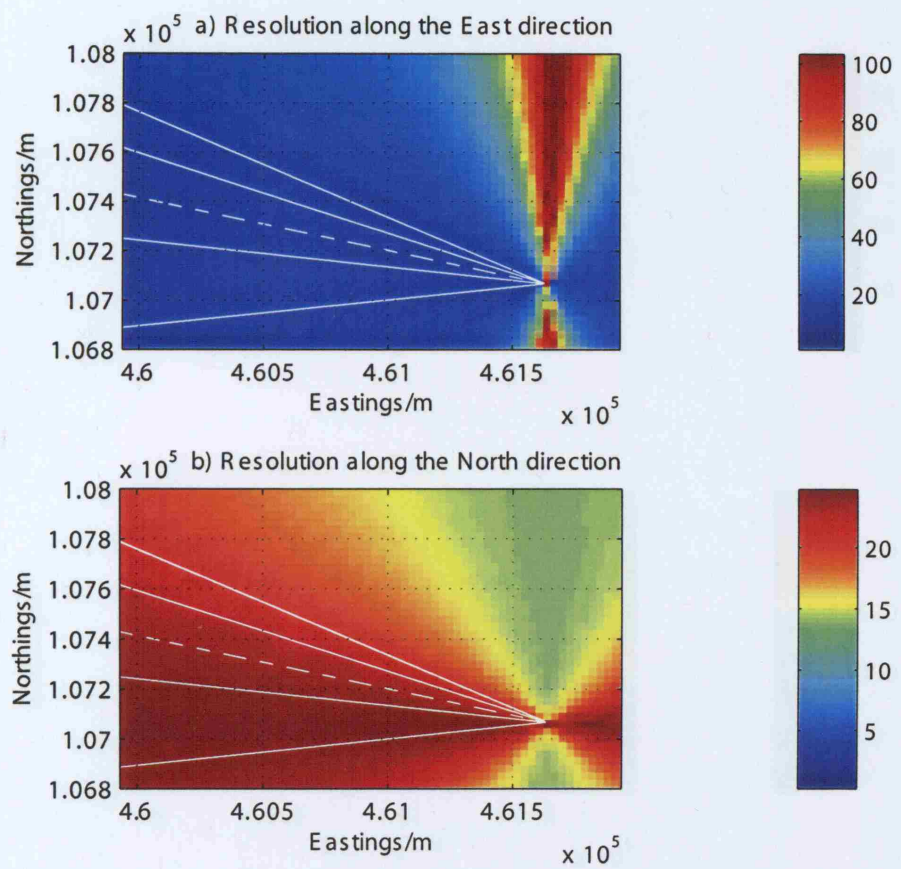 x 10^5 a) Resolution along the East direction
1.08
1.078
1.076
1.074
1.072
1.07
1.068
Northings/m
4.6 4.605 4.61 4.615
Eastings/m
x 10^5
100
80
60
40
20
x 10^5 b) Resolution along the North direction
1.08
1.078
1.076
1.074
1.072
1.07
1.068
Northings/m
4.6 4.605 4.61 4.615
Eastings/m
x 10^5
20
15
10
5